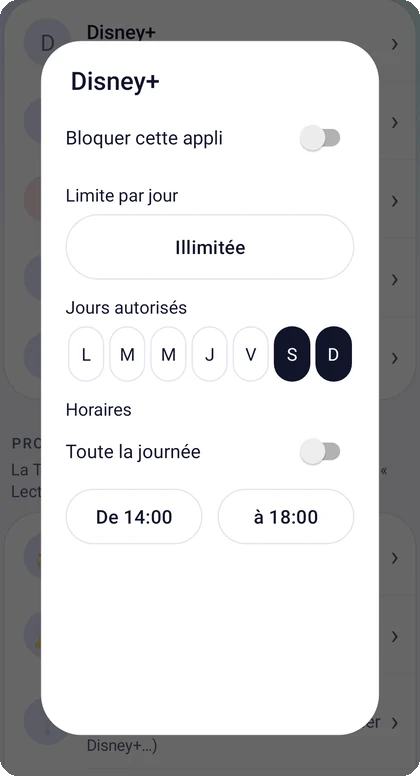 Disney+
Disney+
Bloquer cette appli
Limite par jour
Illimitée
Jours autorisés
L M M J V S D
Horaires
Toute la journée
De 14:00 à 18:00
PRO
La T «
Lect
er
Disney+...)